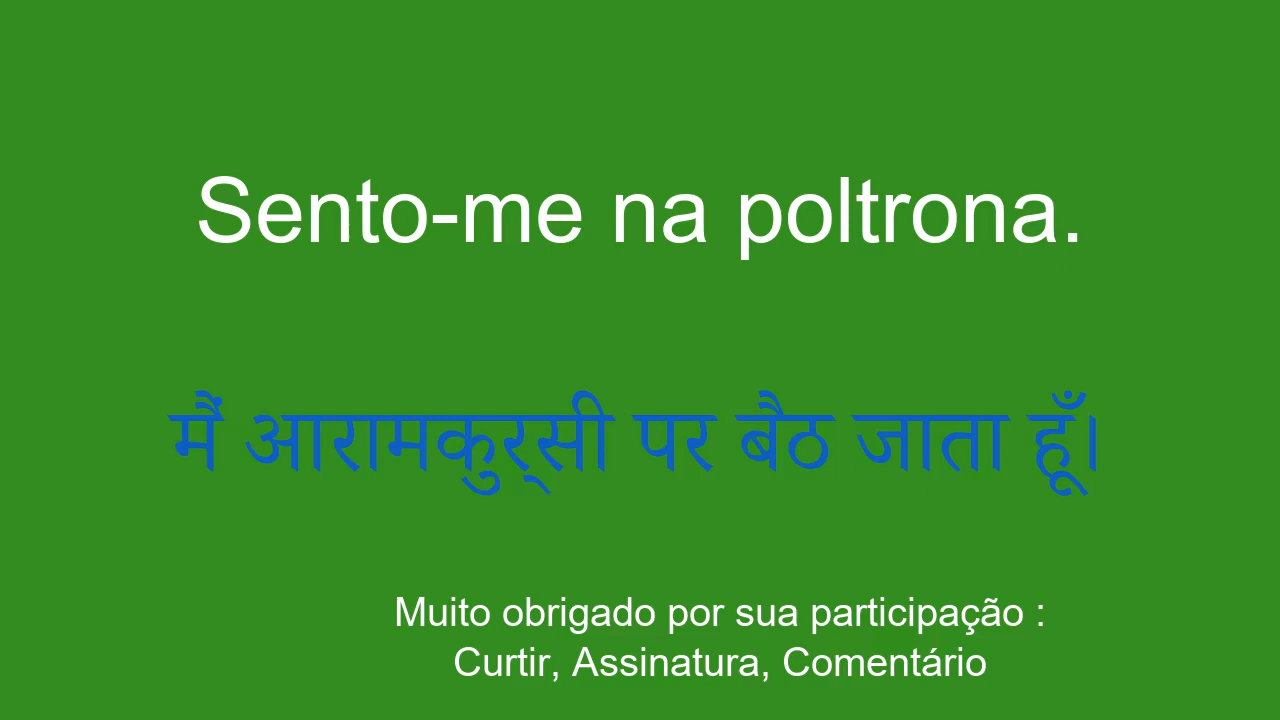 Sento-me na poltrona.
मैं आरामकुर्सी पर बैठ जाता हूँ।
Muito obrigado por sua participação :
Curtir, Assinatura, Comentário